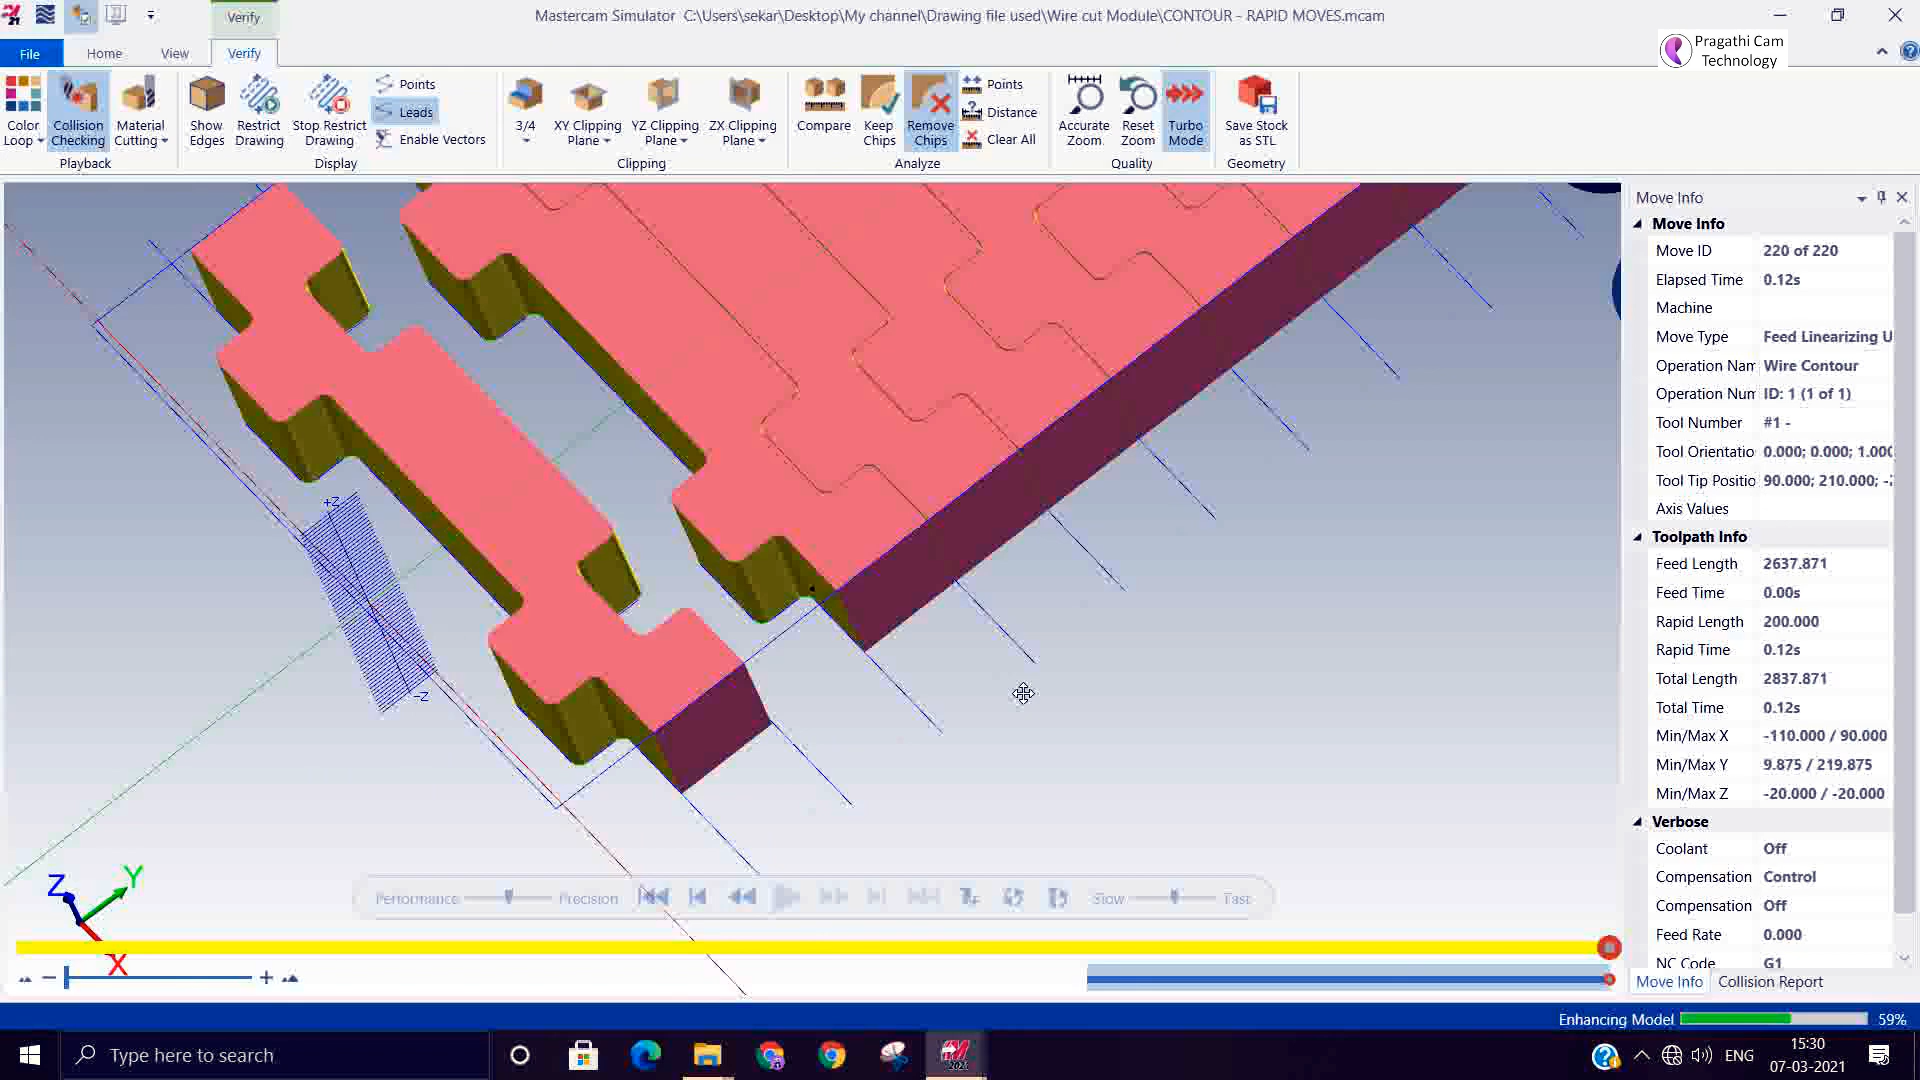 Verify
Mastercam Simulator C:\Users\sekar\Desktop\My channel\Drawing file used\Wire cut Module\CONTOUR - RAPID MOVES.mcam
File
Home
View
Verify
Pragathi Cam
Technology
Color
Loop
Collision
Checking
Material
Cutting
Playback
Show
Edges
Restrict
Drawing
Stop Restrict
Drawing
Points
Leads
Enable Vectors
Display
3/4
XY Clipping
Plane
YZ Clipping
Plane
ZX Clipping
Plane
Clipping
Compare
Keep
Chips
Remove
Chips
Points
Distance
Clear All
Analyze
Accurate
Zoom
Reset
Zoom
Turbo
Mode
Quality
Save Stock
as STL
Geometry
Move Info
Move Info
Move ID 220 of 220
Elapsed Time 0.12s
Machine
Move Type Feed Linearizing U
Operation Nam Wire Contour
Operation Num ID: 1 (1 of 1)
Tool Number #1 -
Tool Orientatio 0.000; 0.000; 1.000
Tool Tip Positio 90.000; 210.000; -2
Axis Values
Toolpath Info
Feed Length 2637.871
Feed Time 0.00s
Rapid Length 200.000
Rapid Time 0.12s
Total Length 2837.871
Total Time 0.12s
Min/Max X -110.000 / 90.000
Min/Max Y 9.875 / 219.875
Min/Max Z -20.000 / -20.000
Verbose
Coolant Off
Compensation Control
Compensation Off
Feed Rate 0.000
NC Code G1
Move Info
Collision Report
+Z
-Z
Z
Y
X
Performance
Precision
Slow
Fast
Enhancing Model
59%
Type here to search
2021
ENG
15:30
07-03-2021